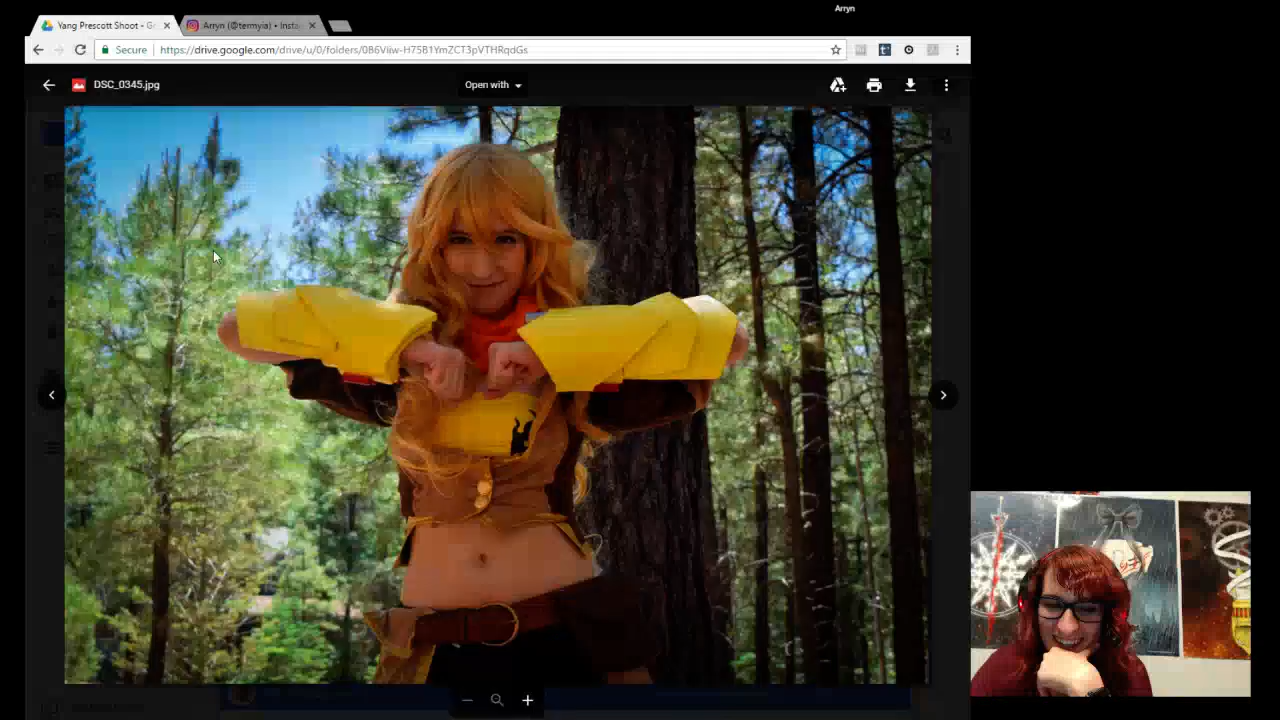 Arryn
Yang Prescott Shoot - G
Arryn (@termyia) • Insta
Secure
https://drive.google.com/drive/u/0/folders/0B6Viiw-H75B1YmZCT3pVTHRqdGs
DSC_0345.jpg
Open with